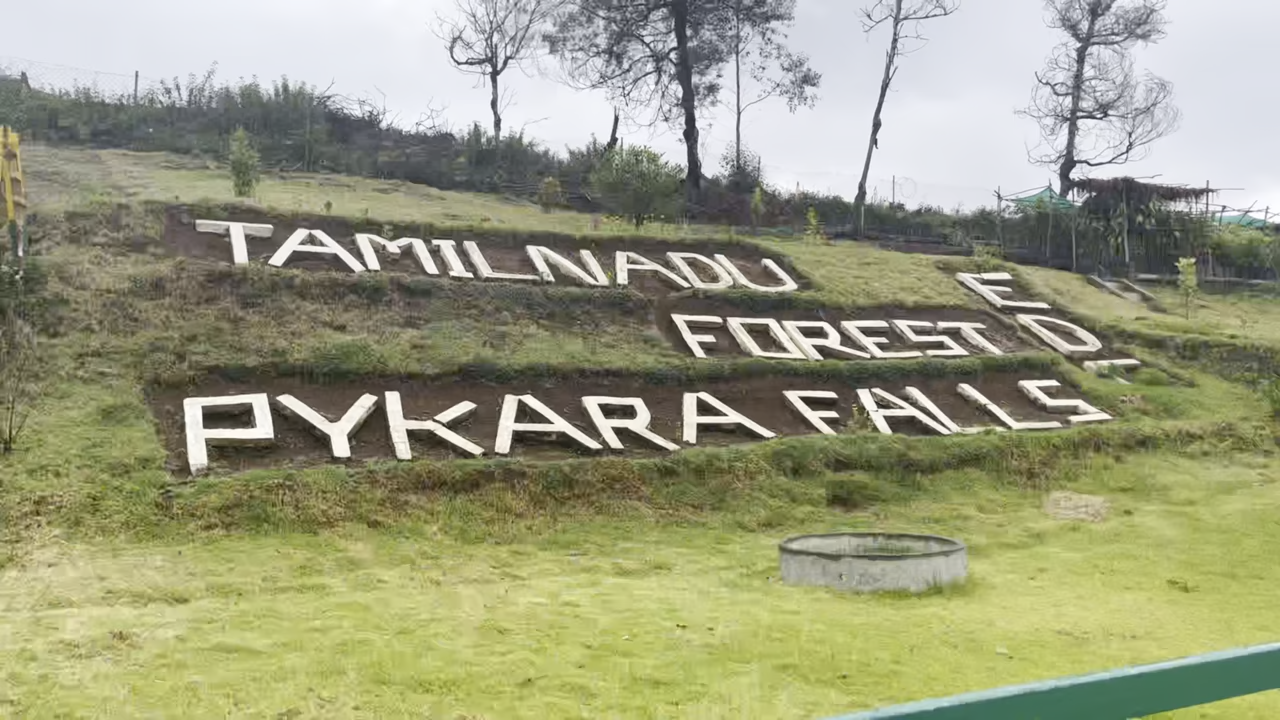 TAMILNADU
FOREST
E
D
PYKARA FALLS